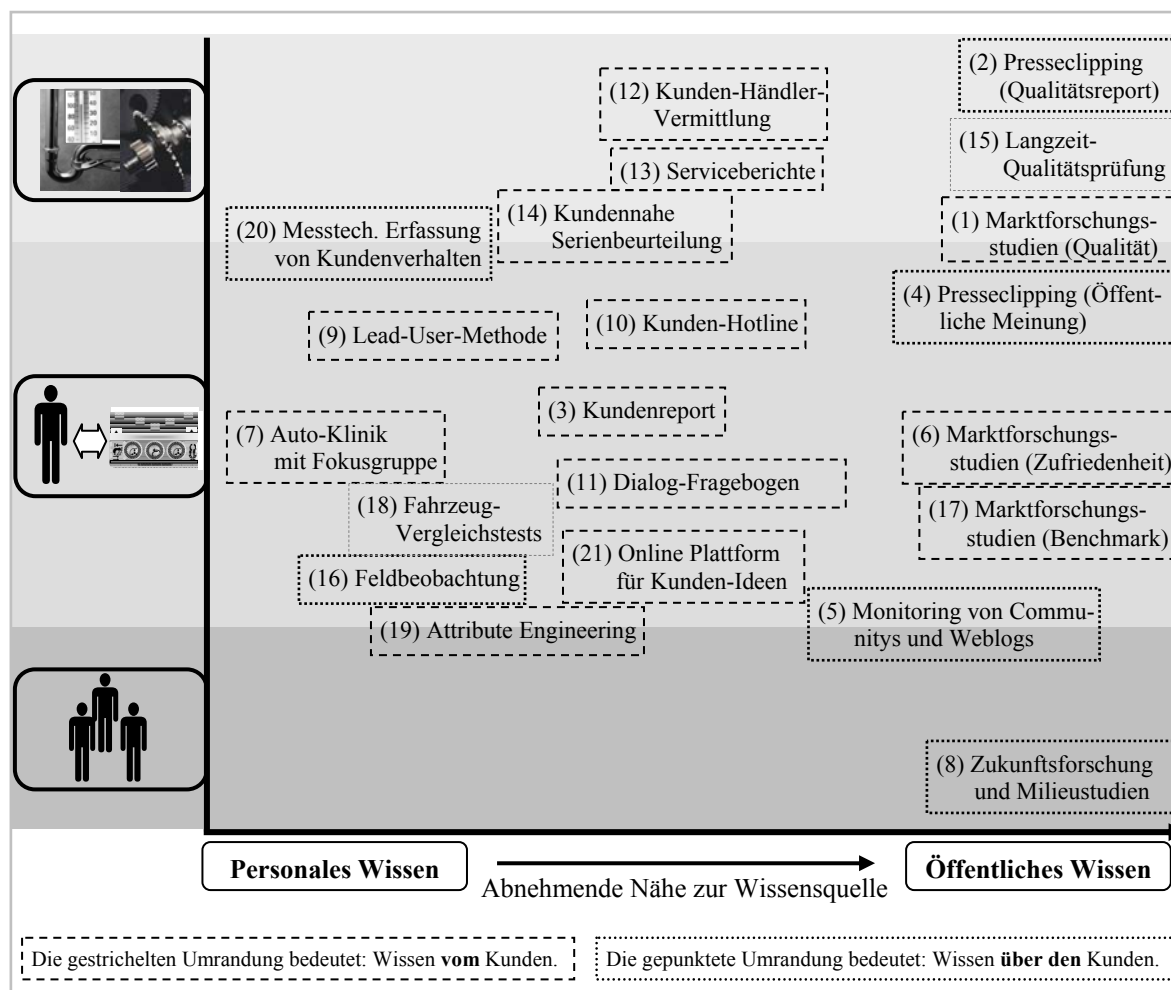 (2) Presseclipping
(Qualitätsreport)
(12) Kunden-Händler-
Vermittlung
(15) Langzeit-
Qualitätsprüfung
(13) Serviceberichte
(14) Kundennahe
Serienbeurteilung
(1) Marktforschungs-
studien (Qualität)
(20) Messtech. Erfassung
von Kundenverhalten
(4) Presseclipping (Öffent-
liche Meinung)
(9) Lead-User-Methode
(10) Kunden-Hotline
(3) Kundenreport
(7) Auto-Klinik
mit Fokusgruppe
(6) Marktforschungs-
studien (Zufriedenheit)
(11) Dialog-Fragebogen
(18) Fahrzeug-
Vergleichstests
(17) Marktforschungs-
studien (Benchmark)
(21) Online Plattform
für Kunden-Ideen
(16) Feldbeobachtung
(5) Monitoring von Commu-
nitys und Weblogs
(19) Attribute Engineering
(8) Zukunftsforschung
und Milieustudien
Personales Wissen
Abnehmende Nähe zur Wissensquelle
Öffentliches Wissen
Die gestrichelten Umrandung bedeutet: Wissen vom Kunden.
Die gepunktete Umrandung bedeutet: Wissen über den Kunden.